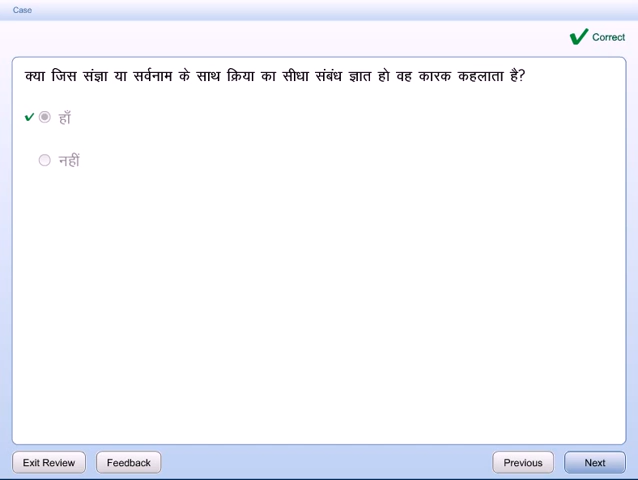 Case
Correct
क्या जिस संज्ञा या सर्वनाम के साथ क्रिया का सीधा संबंध ज्ञात हो वह कारक कहलाता है?
हाँ
नहीं
Exit Review
Feedback
Previous
Next